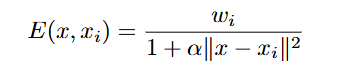 E(x, x_i) = \frac{w_i}{1 + \alpha \|x - x_i\|^2}